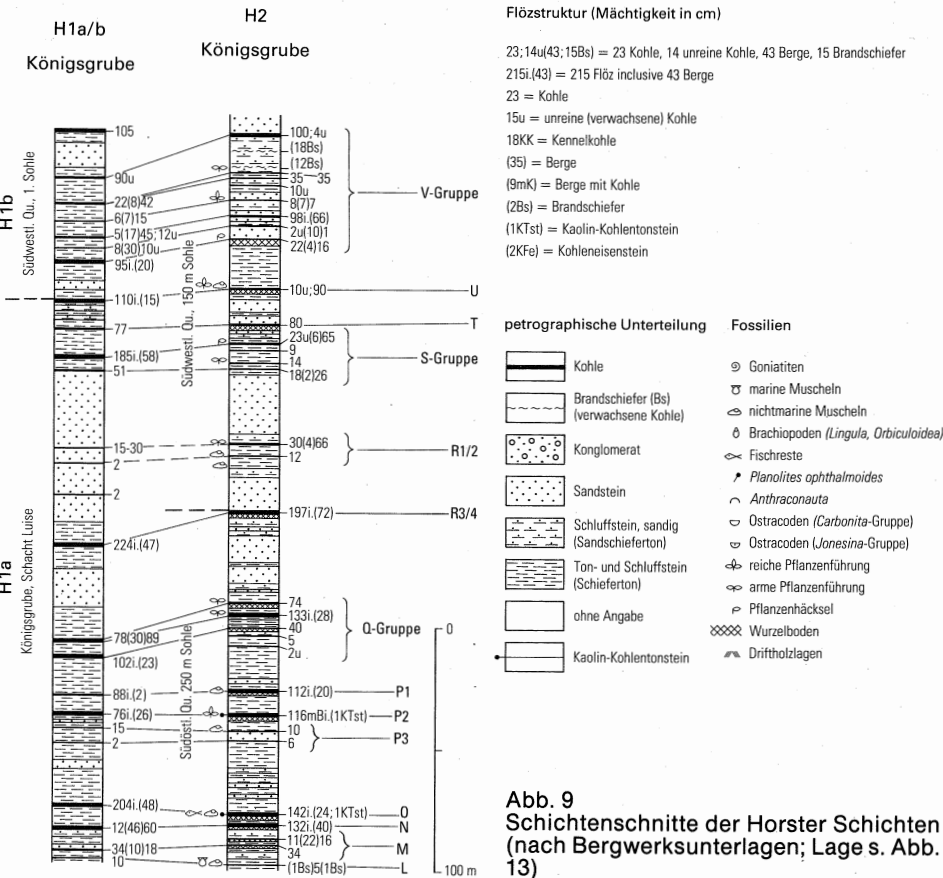 H1a/b
Königsgrube
H2
Königsgrube
H1b
Südwestl. Qu., 1. Sohle
H1a
Königsgrube, Schacht Luise
105
90u
22(8)42
6(7)15
5(17)45; 12u
8(30)10u
95i.(20)
110i.(15)
77
185i.(58)
51
15-30
2
2
224i.(47)
78(30)89
102i.(23)
88i.(2)
76i.(26)
15
2
204i.(48)
12(46)60
34(10)18
10
Südwestl. Qu., 150 m Sohle
Südöstl. Qu. 250 m Sohle
100; 4u
(18Bs)
(12Bs)
35 35
10u
8(7)7
98i.(66)
2u(10)1
22(4)16
10u; 90
80
23u(6)65
9
14
18(2)26
30(4)66
12
197i.(72)
74
133i.(28)
40
5
2u
112i.(20)
116mBi.(1KTst)
10
6
142i.(24; 1KTst)
132i.(40)
11(22)16
34
(1Bs)5(1Bs)
V-Gruppe
U
T
S-Gruppe
R1/2
R3/4
Q-Gruppe
P1
P2
P3
O
N
M
L
0
100 m
Flözstruktur (Mächtigkeit in cm)
23; 14u(43; 15Bs) = 23 Kohle, 14 unreine Kohle, 43 Berge, 15 Brandschiefer
215i.(43) = 215 Flöz inclusive 43 Berge
23 = Kohle
15u = unreine (verwachsene) Kohle
18KK = Kennelkohle
(35) = Berge
(9mK) = Berge mit Kohle
(2Bs) = Brandschiefer
(1KTst) = Kaolin-Kohlentonstein
(2KFe) = Kohleneisenstein
petrographische Unterteilung
Kohle
Brandschiefer (Bs)
(verwachsene Kohle)
Konglomerat
Sandstein
Schluffstein, sandig
(Sandschieferton)
Ton- und Schluffstein
(Schieferton)
ohne Angabe
Kaolin-Kohlentonstein
Fossilien
Goniatiten
marine Muscheln
nichtmarine Muscheln
Brachiopoden (Lingula, Orbiculoidea)
Fischreste
Planolites ophthalmoides
Anthraconauta
Ostracoden (Carbonita-Gruppe)
Ostracoden (Jonesina-Gruppe)
reiche Pflanzenführung
arme Pflanzenführung
Pflanzenhäcksel
Wurzelboden
Driftholzlagen
Abb. 9
Schichtenschnitte der Horster Schichten
(nach Bergwerksunterlagen; Lage s. Abb.
13)